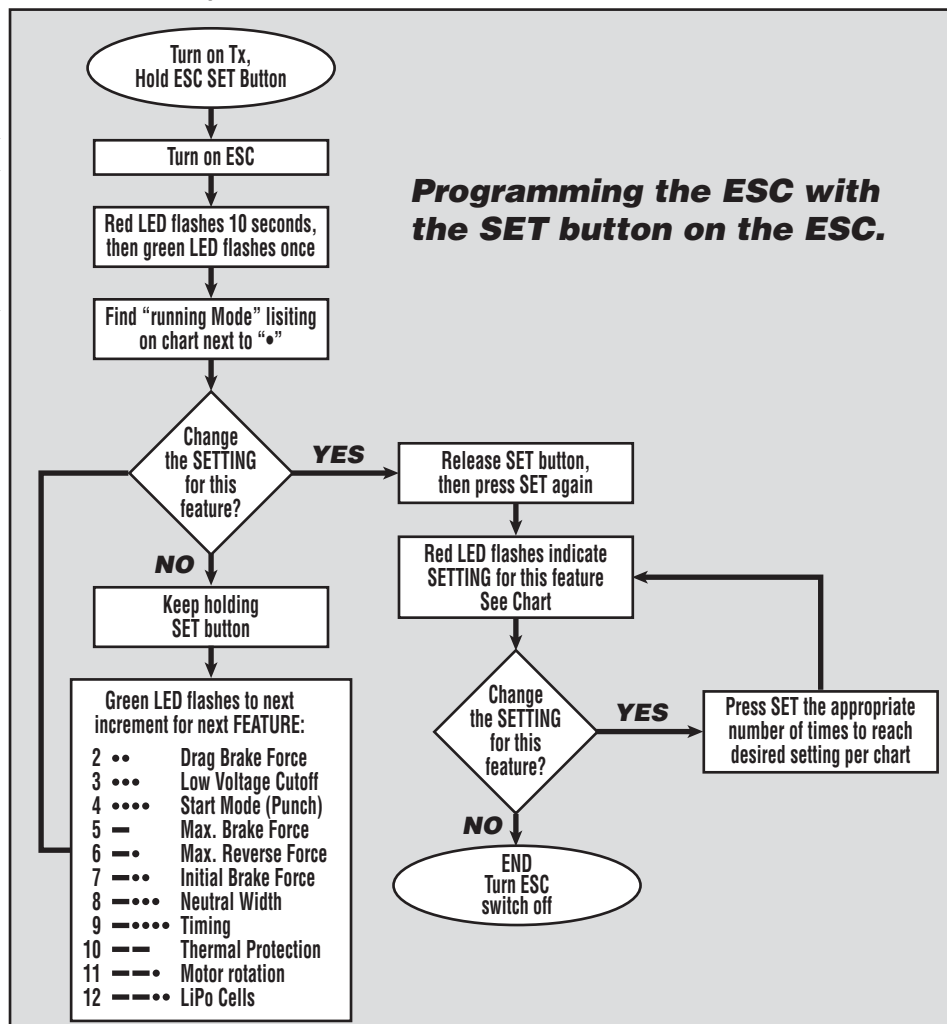 Turn on Tx,
Hold ESC SET Button
Turn on ESC
Red LED flashes 10 seconds,
then green LED flashes once
Programming the ESC with
the SET button on the ESC.
Find “running Mode” lisiting
on chart next to “•”
Change
the SETTING
for this
feature?
YES
Release SET button,
then press SET again
Red LED flashes indicate
SETTING for this feature
See Chart
NO
Keep holding
SET button
Green LED flashes to next
increment for next FEATURE:
2 •• Drag Brake Force
3 ••• Low Voltage Cutoff
4 •••• Start Mode (Punch)
5 — Max. Brake Force
6 —• Max. Reverse Force
7 —•• Initial Brake Force
8 —••• Neutral Width
9 —•••• Timing
10 —— Thermal Protection
11 ——• Motor rotation
12 ——•• LiPo Cells
Change
the SETTING
for this
feature?
YES
Press SET the appropriate
number of times to reach
desired setting per chart
NO
END
Turn ESC
switch off